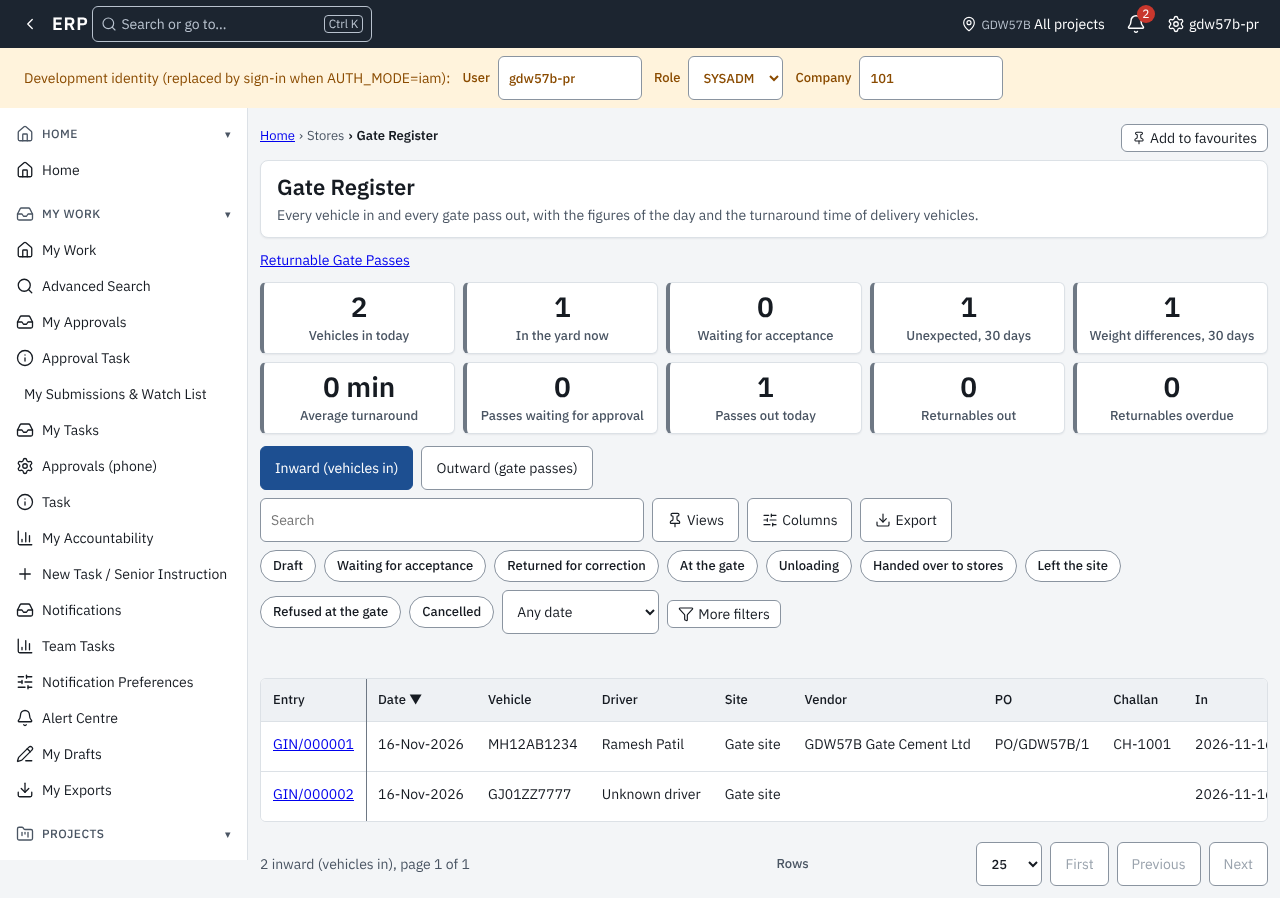 ERP Search or go to... Ctrl K GDW57B All projects 2 gdw57b-pr
Development identity (replaced by sign-in when AUTH_MODE=iam): User gdw57b-pr Role SYSADM Company 101
HOME
Home
MY WORK
My Work
Advanced Search
My Approvals
Approval Task
My Submissions & Watch List
My Tasks
Approvals (phone)
Task
My Accountability
New Task / Senior Instruction
Notifications
Team Tasks
Notification Preferences
Alert Centre
My Drafts
My Exports
PROJECTS
Home › Stores › Gate Register
Add to favourites
Gate Register
Every vehicle in and every gate pass out, with the figures of the day and the turnaround time of delivery vehicles.
Returnable Gate Passes
2 1 0 1 1
Vehicles in today In the yard now Waiting for acceptance Unexpected, 30 days Weight differences, 30 days
0 min 0 1 0 0
Average turnaround Passes waiting for approval Passes out today Returnables out Returnables overdue
Inward (vehicles in) Outward (gate passes)
Search Views Columns Export
Draft Waiting for acceptance Returned for correction At the gate Unloading Handed over to stores Left the site
Refused at the gate Cancelled Any date More filters
Entry Date ▼ Vehicle Driver Site Vendor PO Challan In
GIN/000001 16-Nov-2026 MH12AB1234 Ramesh Patil Gate site GDW57B Gate Cement Ltd PO/GDW57B/1 CH-1001 2026-11-16
GIN/000002 16-Nov-2026 GJ01ZZ7777 Unknown driver Gate site 2026-11-16
2 inward (vehicles in), page 1 of 1 Rows 25 First Previous Next